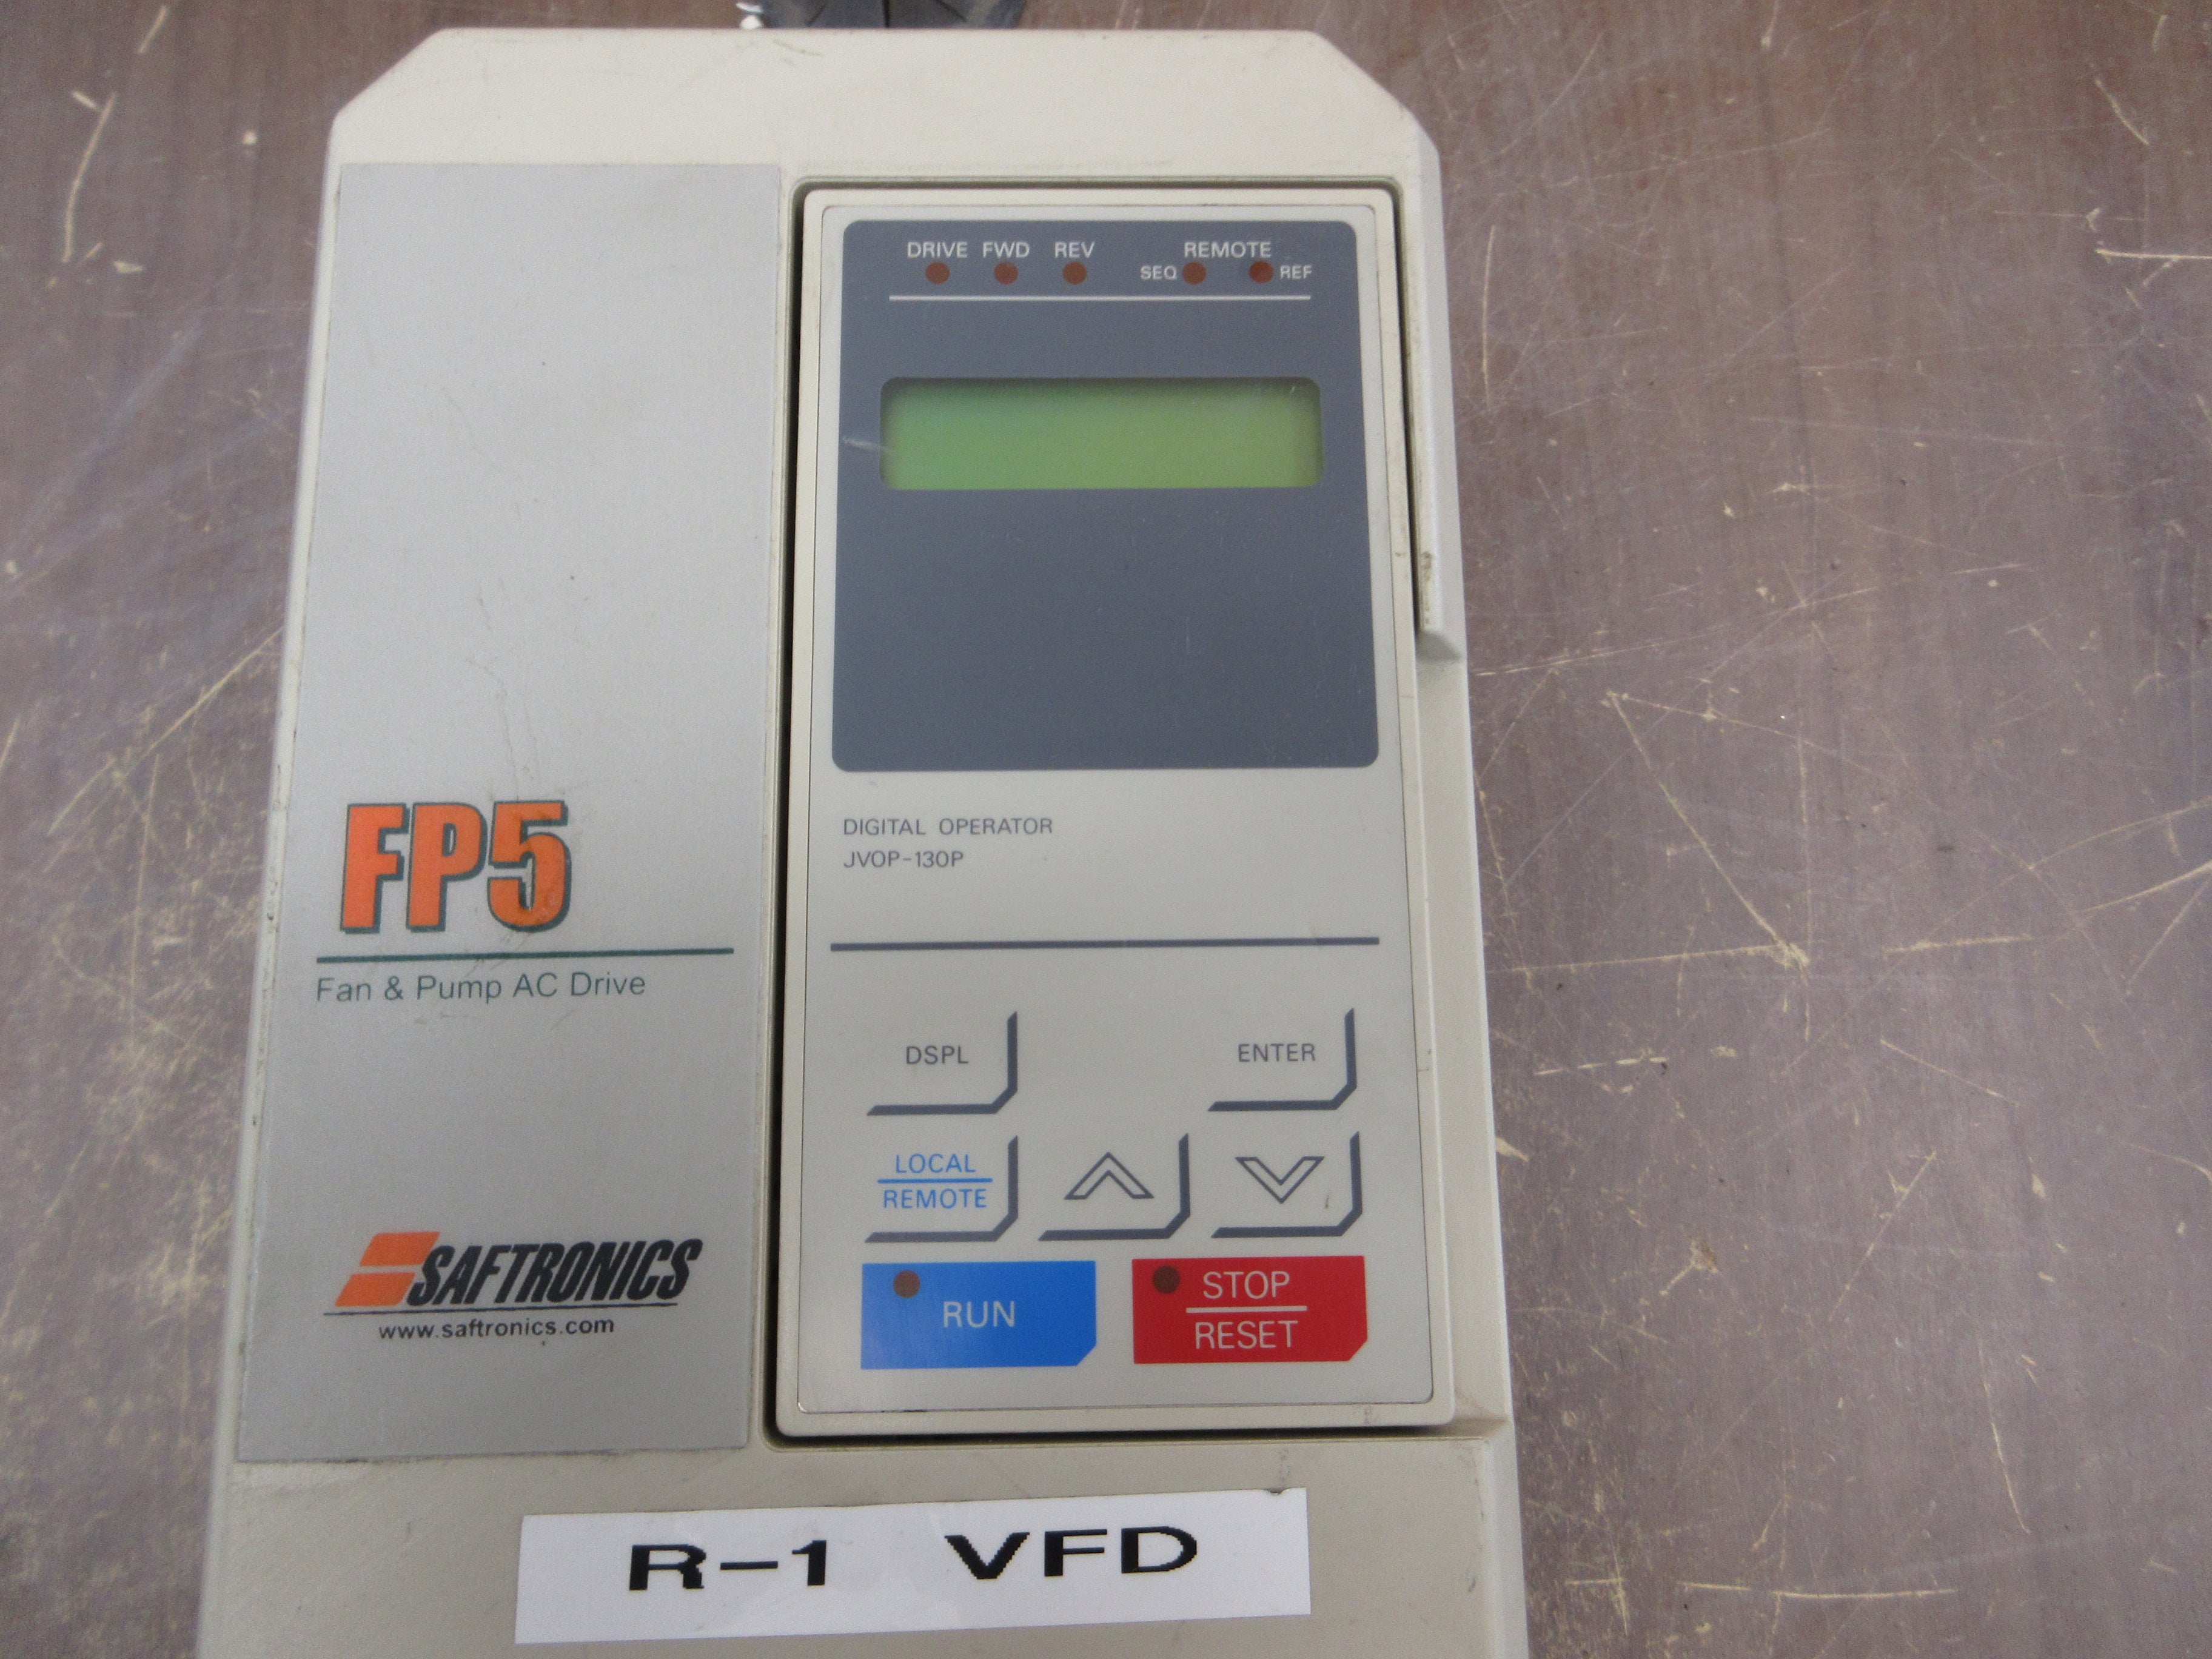 DRIVE FWD REV REMOTE
SEQ REF
DIGITAL OPERATOR
JVOP-130P
FP5
Fan & Pump AC Drive
DSPL ENTER
LOCAL
REMOTE
SAFTRONICS
www.saftronics.com
RUN
STOP
RESET
R-1 VFD